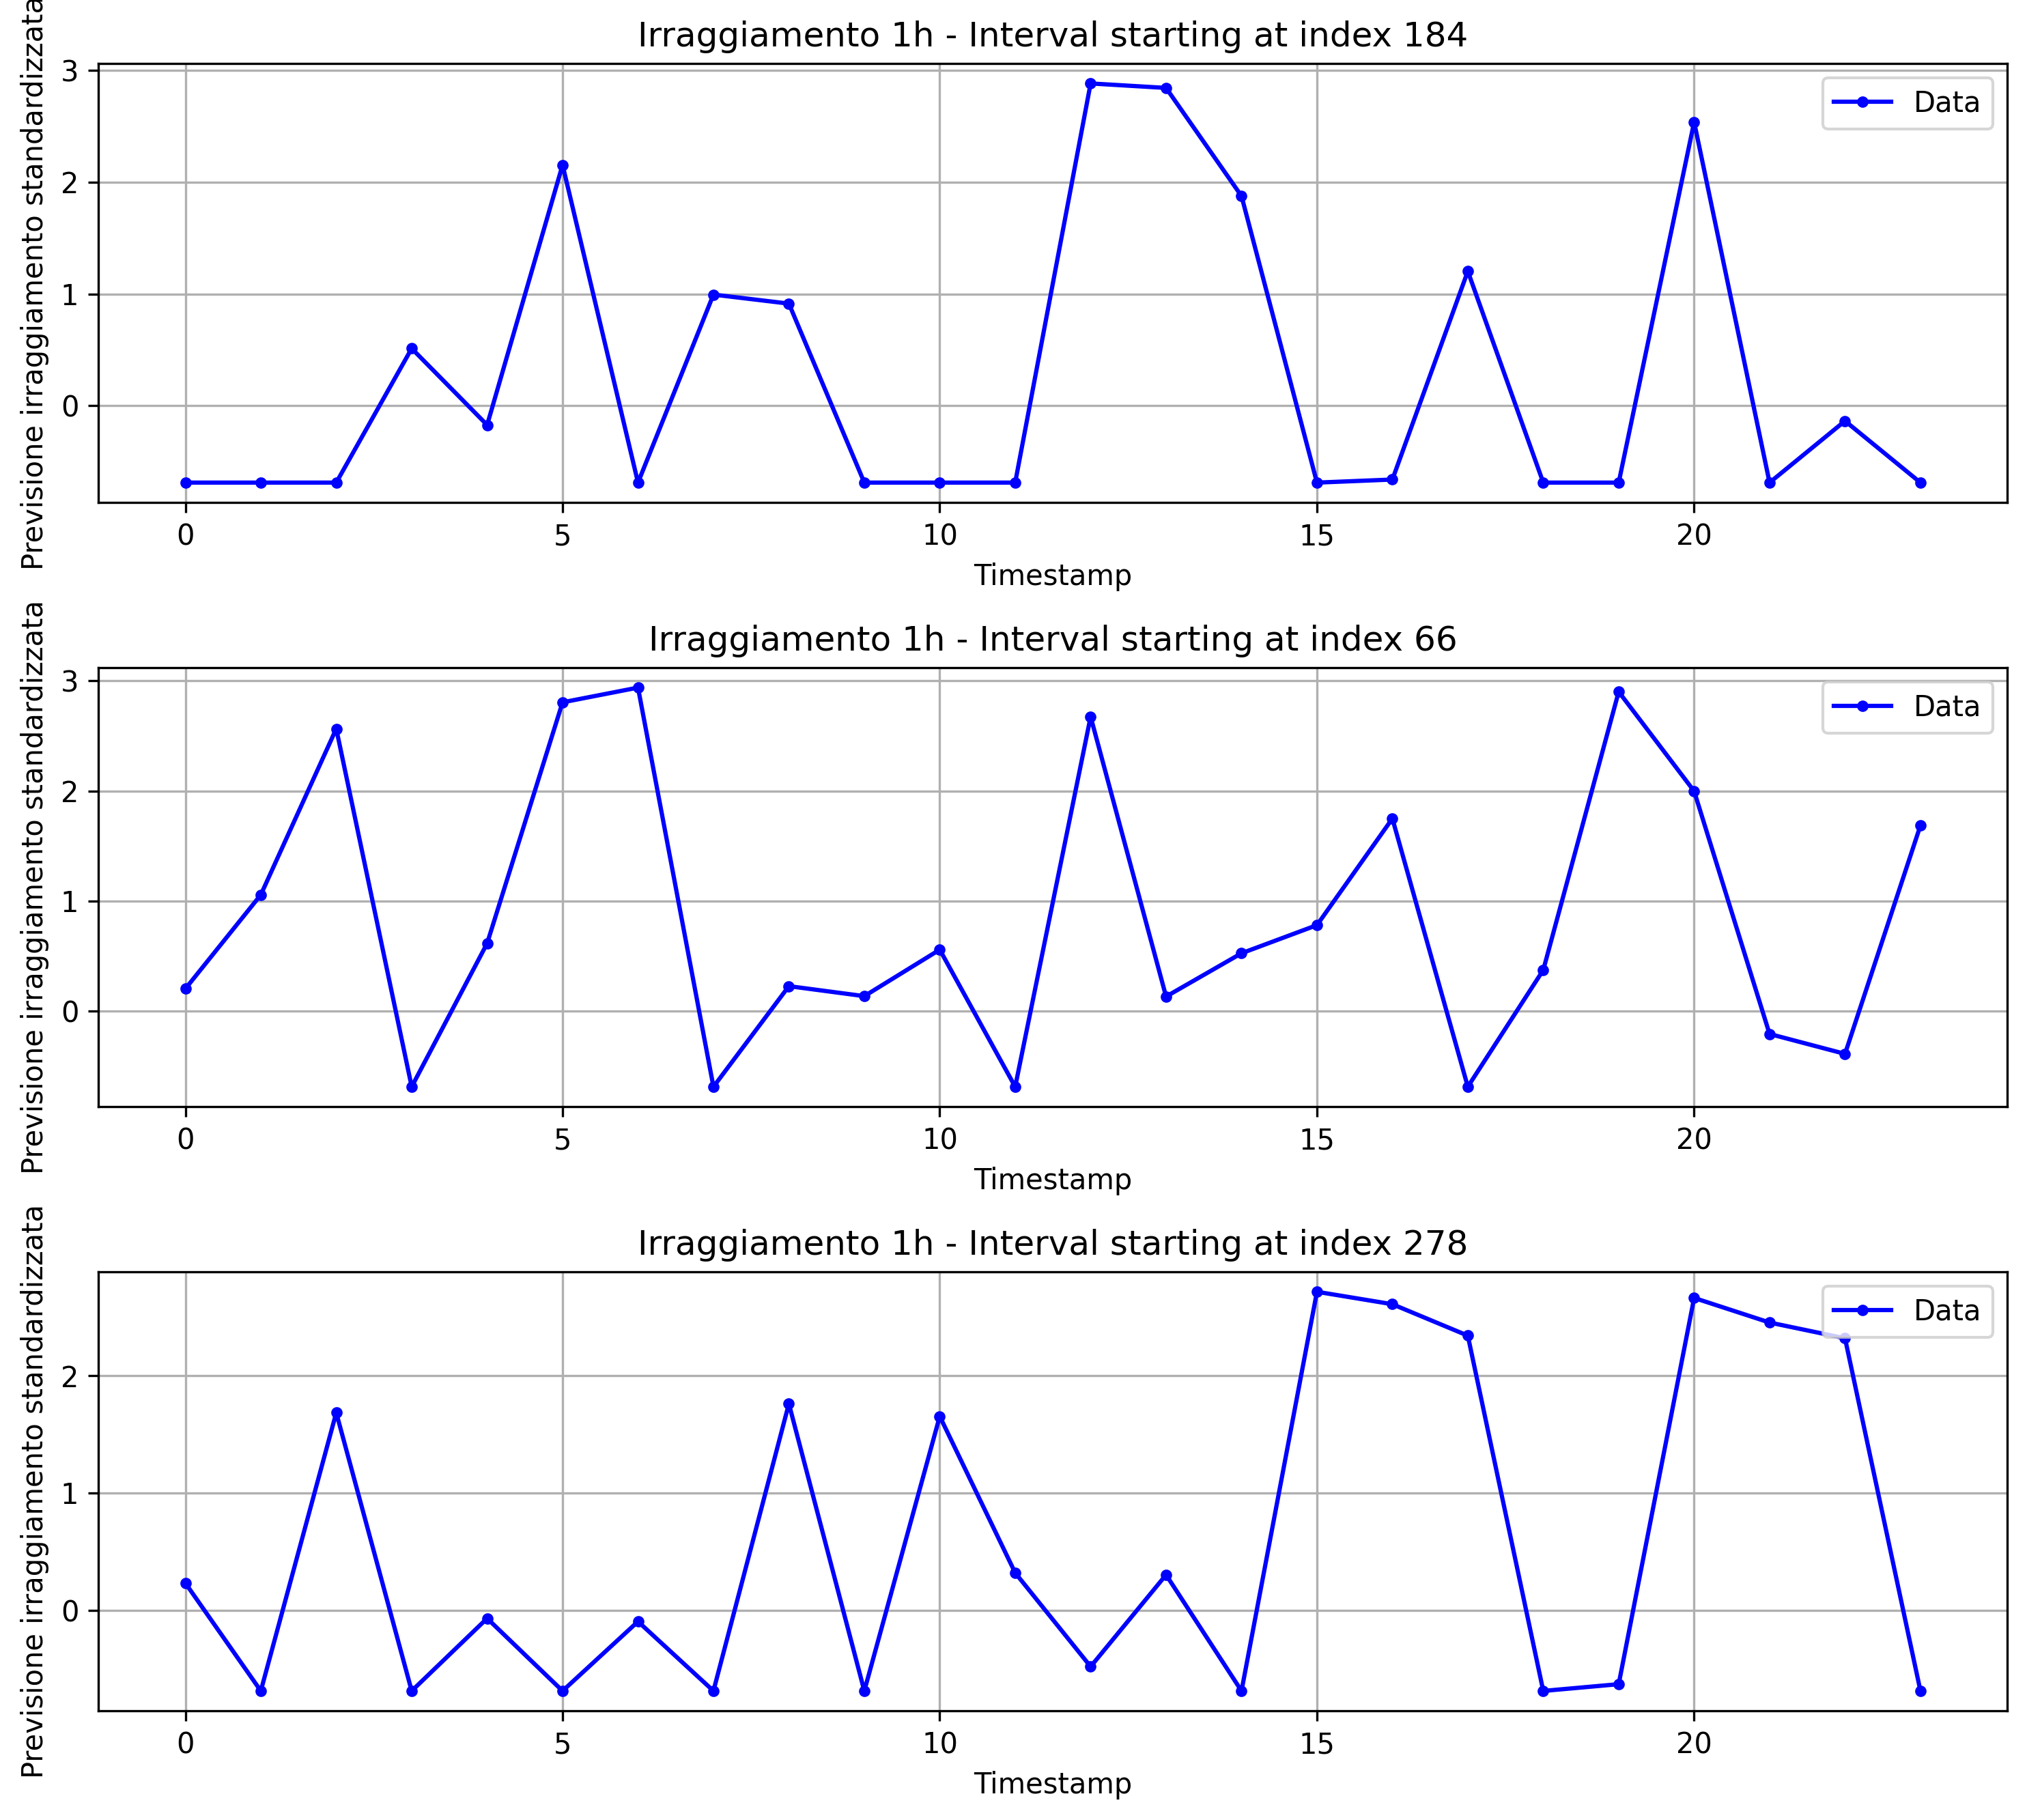 Irraggiamento 1h - Interval starting at index 184
Previsione irraggiamento standardizzata
3
2
1
0
Data
0 5 10 15 20
Timestamp
Irraggiamento 1h - Interval starting at index 66
Previsione irraggiamento standardizzata
3
2
1
0
Data
0 5 10 15 20
Timestamp
Irraggiamento 1h - Interval starting at index 278
Previsione irraggiamento standardizzata
2
1
0
Data
0 5 10 15 20
Timestamp